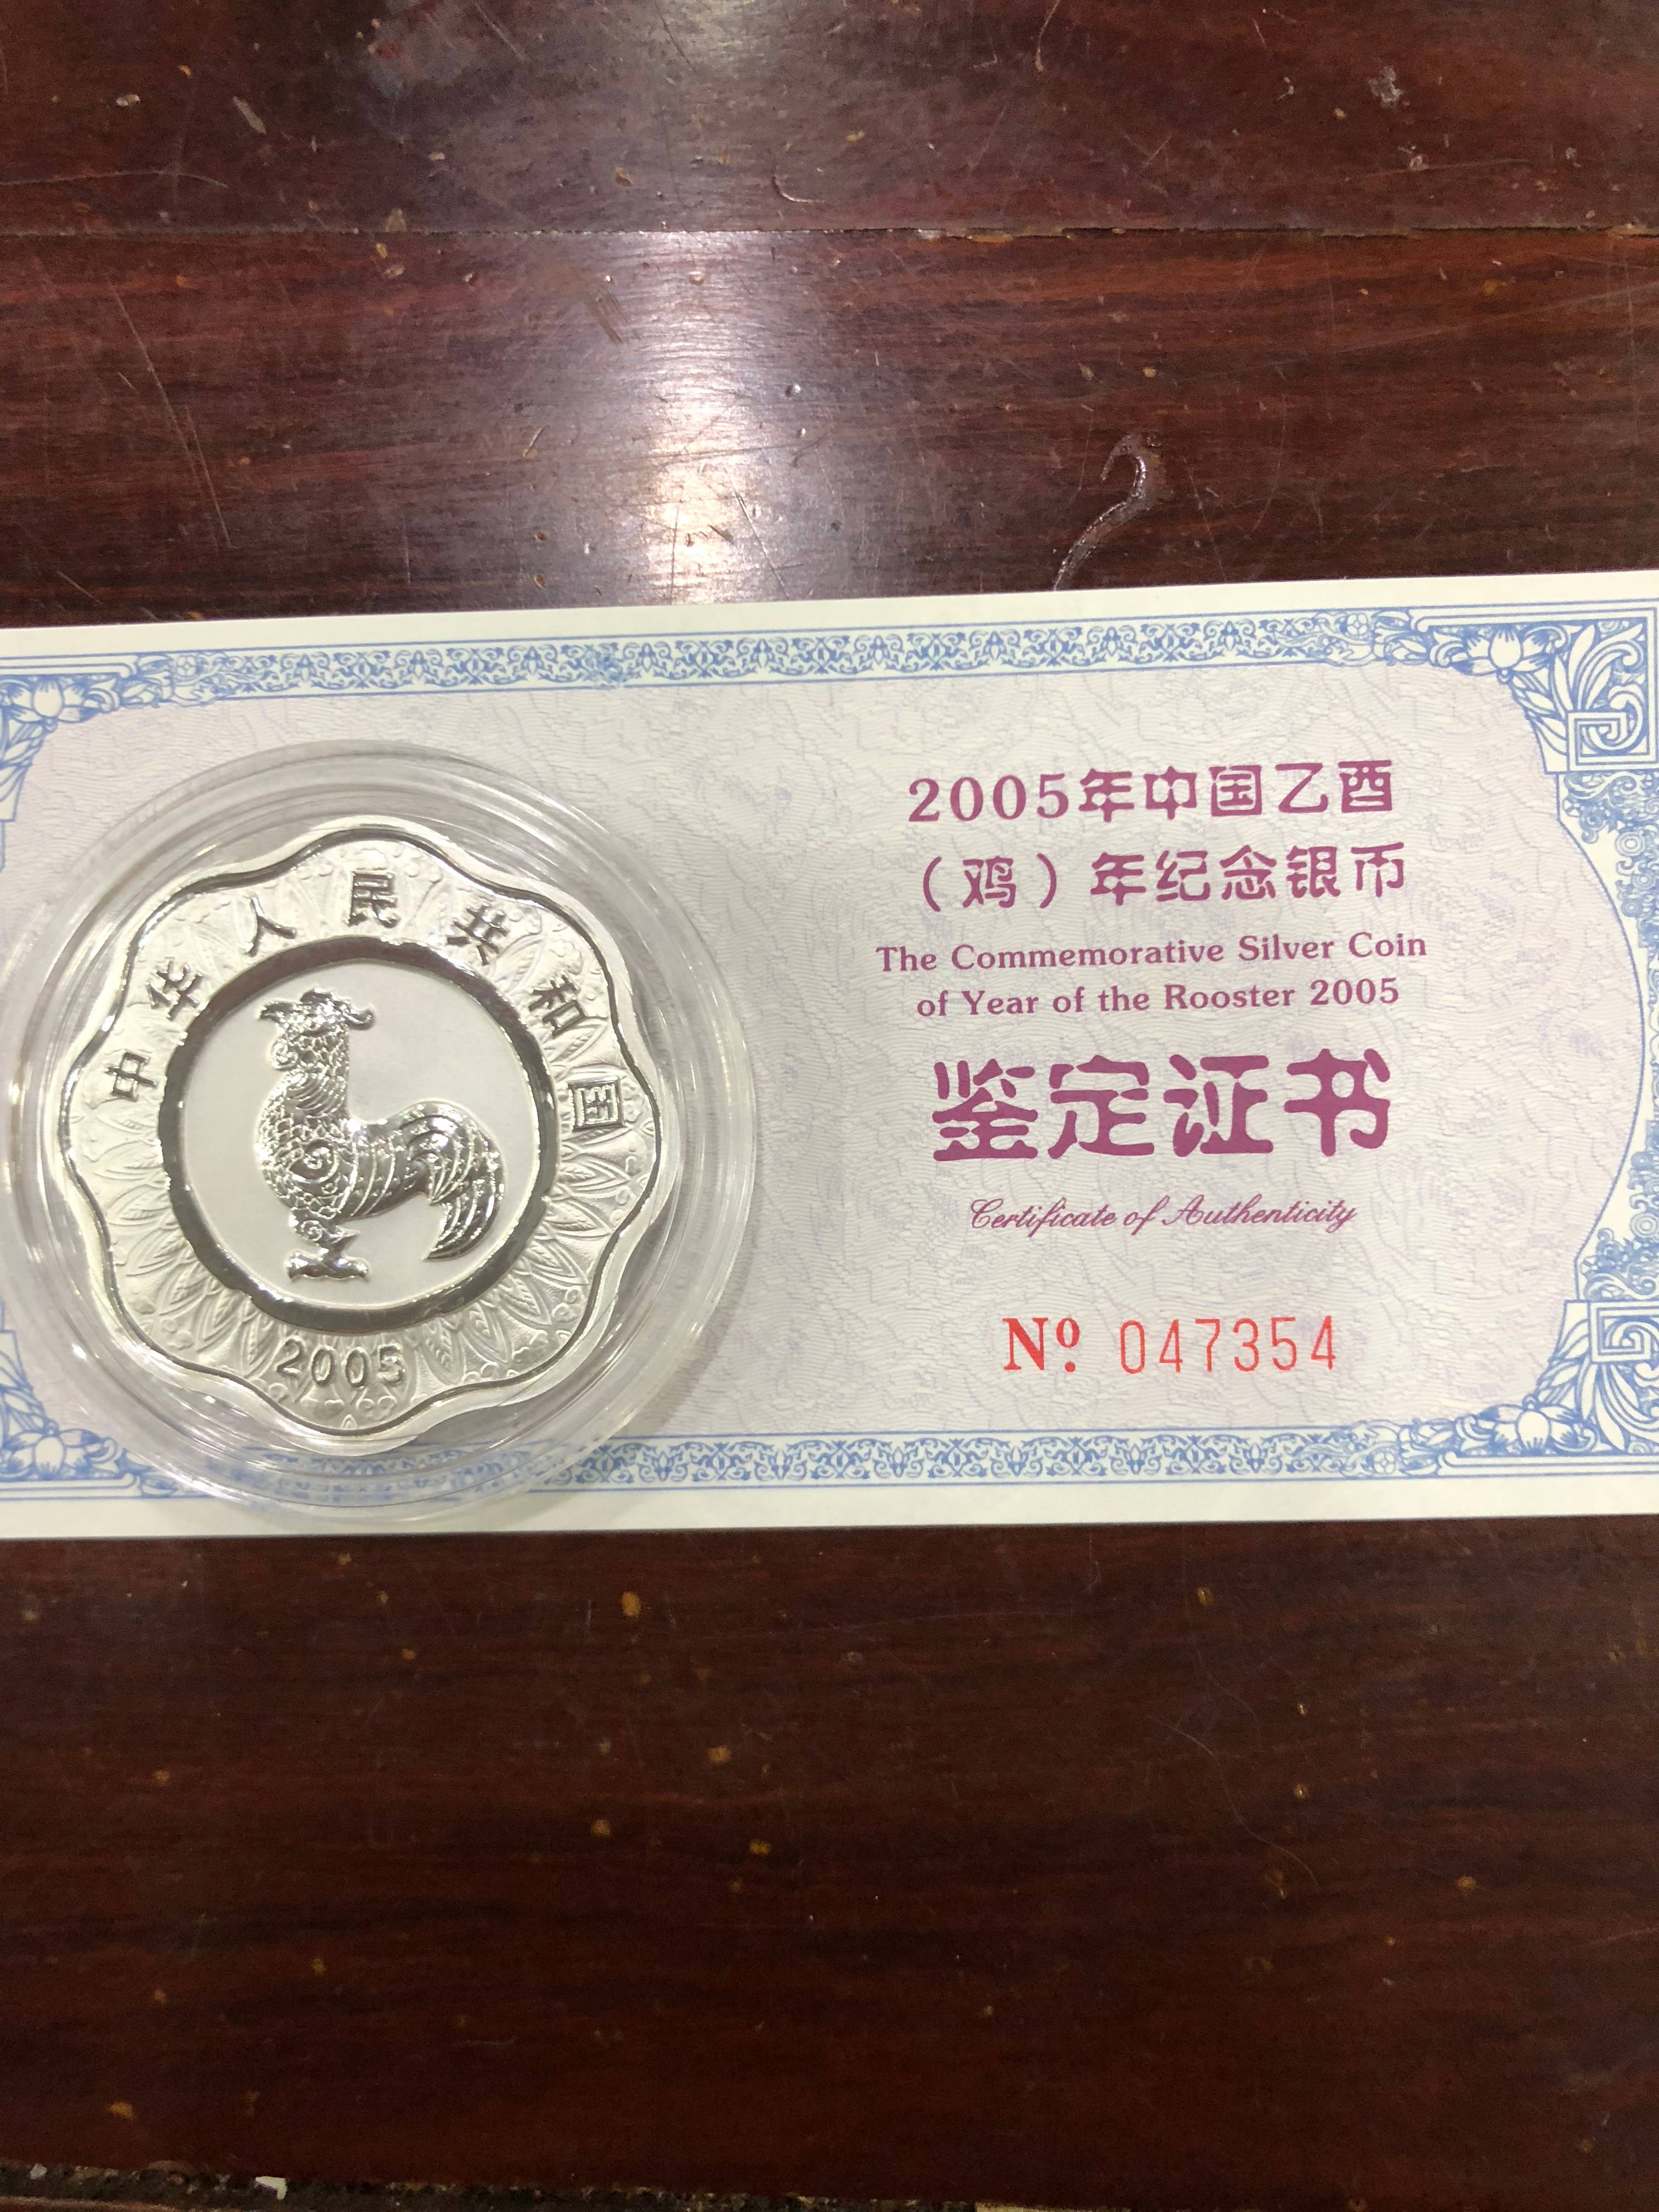 中华人民共和国
2005
2005年中国乙酉
（鸡）年纪念银币
The Commemorative Silver Coin
of Year of the Rooster 2005
鉴定证书
Certificate of Authenticity
Nº. 047354